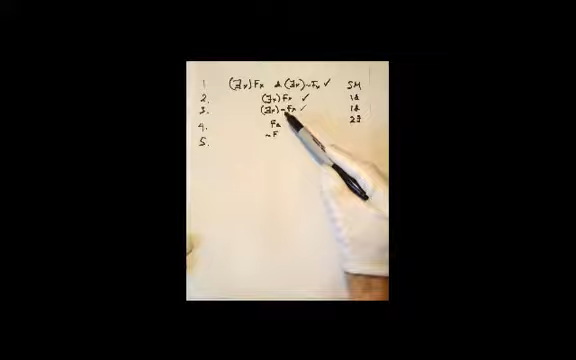 1 (∃x)Fx & (∃x)~Fx ✓ SM
2. (∃x)Fx ✓ 1&
3. (∃x)~Fx ✓ 1&
4. Fa 2∃
5. ~F